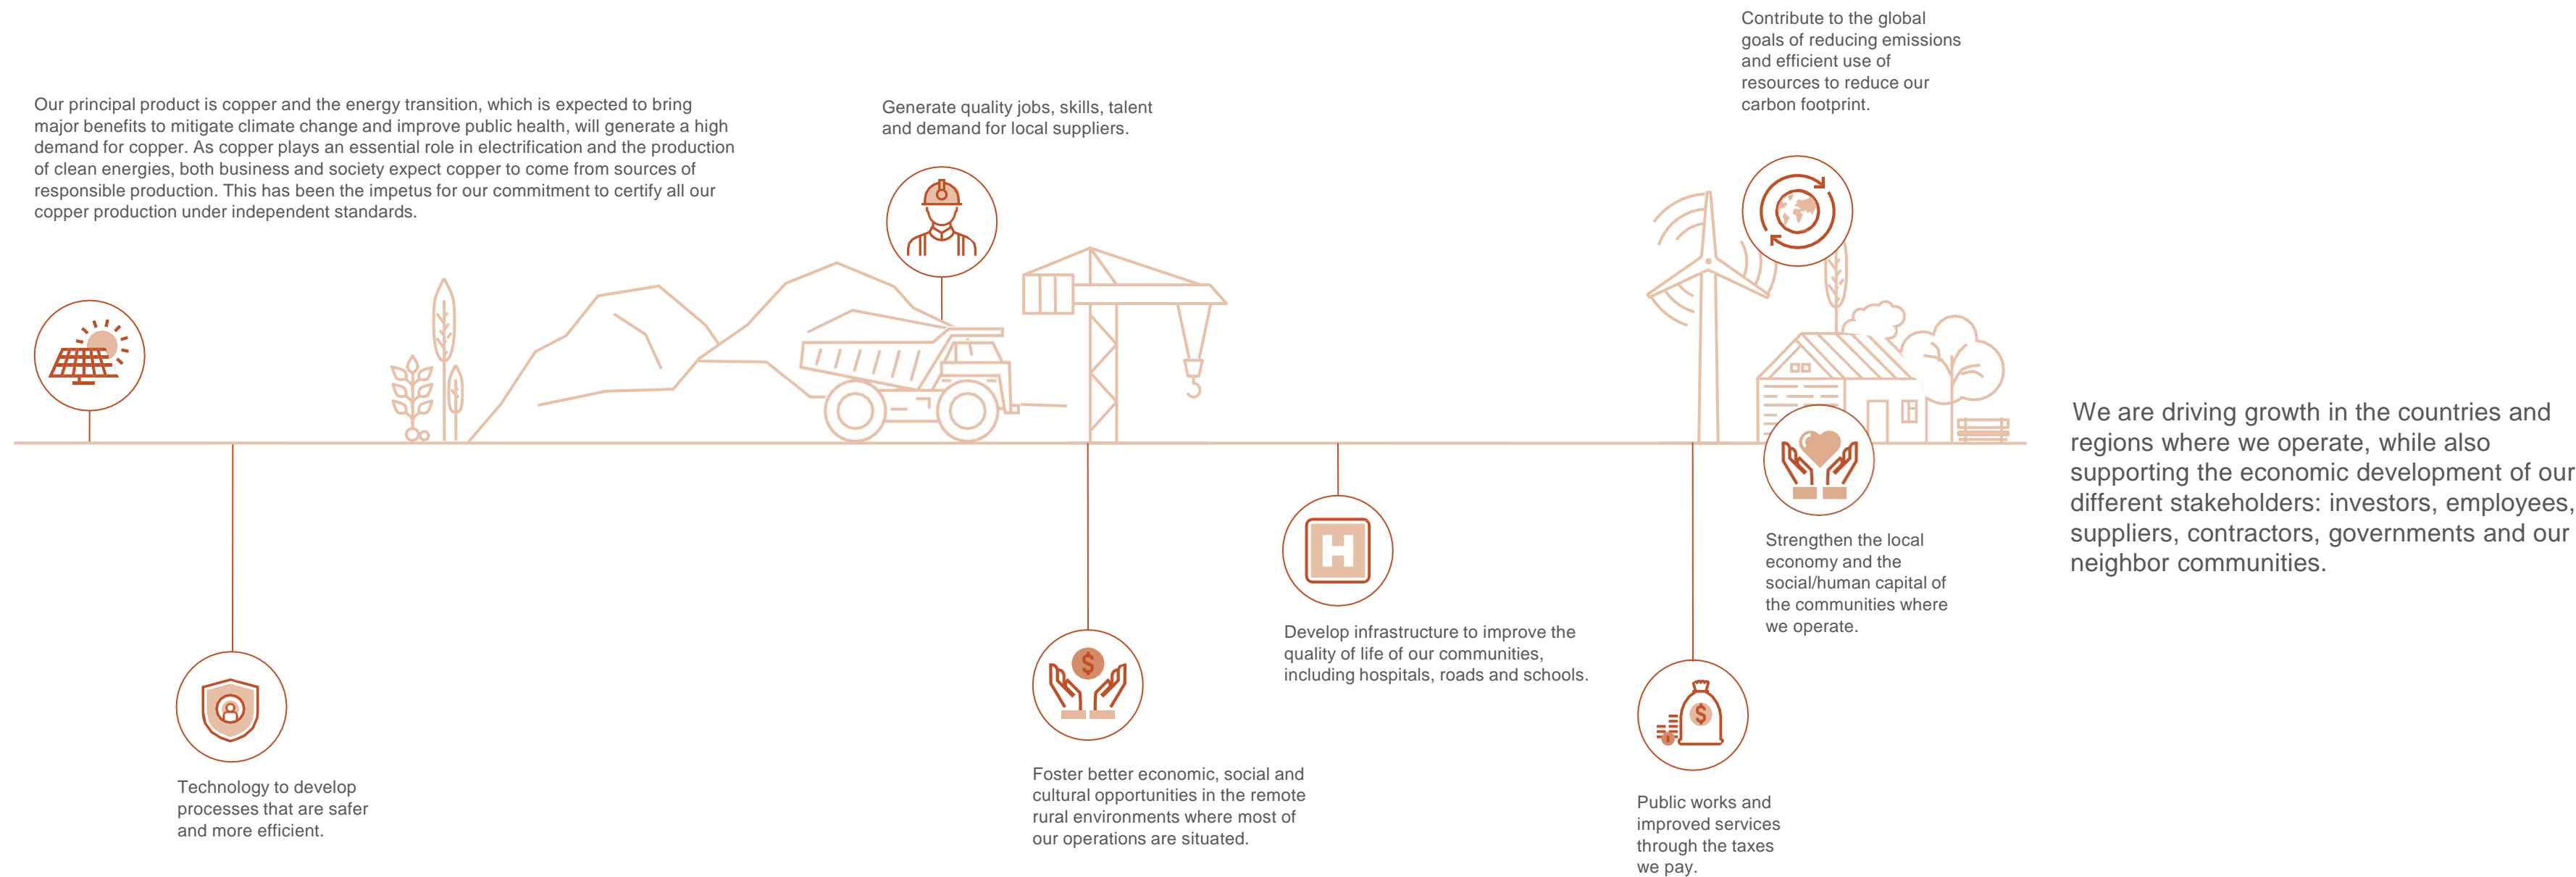 Our principal product is copper and the energy transition, which is expected to bring
major benefits to mitigate climate change and improve public health, will generate a high
demand for copper. As copper plays an essential role in electrification and the production
of clean energies, both business and society expect copper to come from sources of
responsible production. This has been the impetus for our commitment to certify all our
copper production under independent standards.
Generate quality jobs, skills, talent
and demand for local suppliers.
Contribute to the global
goals of reducing emissions
and efficient use of
resources to reduce our
carbon footprint.
We are driving growth in the countries and
regions where we operate, while also
supporting the economic development of our
different stakeholders: investors, employees,
suppliers, contractors, governments and our
neighbor communities.
Technology to develop
processes that are safer
and more efficient.
$
Foster better economic, social and
cultural opportunities in the remote
rural environments where most of
our operations are situated.
H
Develop infrastructure to improve the
quality of life of our communities,
including hospitals, roads and schools.
Strengthen the local
economy and the
social/human capital of
the communities where
we operate.
$
Public works and
improved services
through the taxes
we pay.